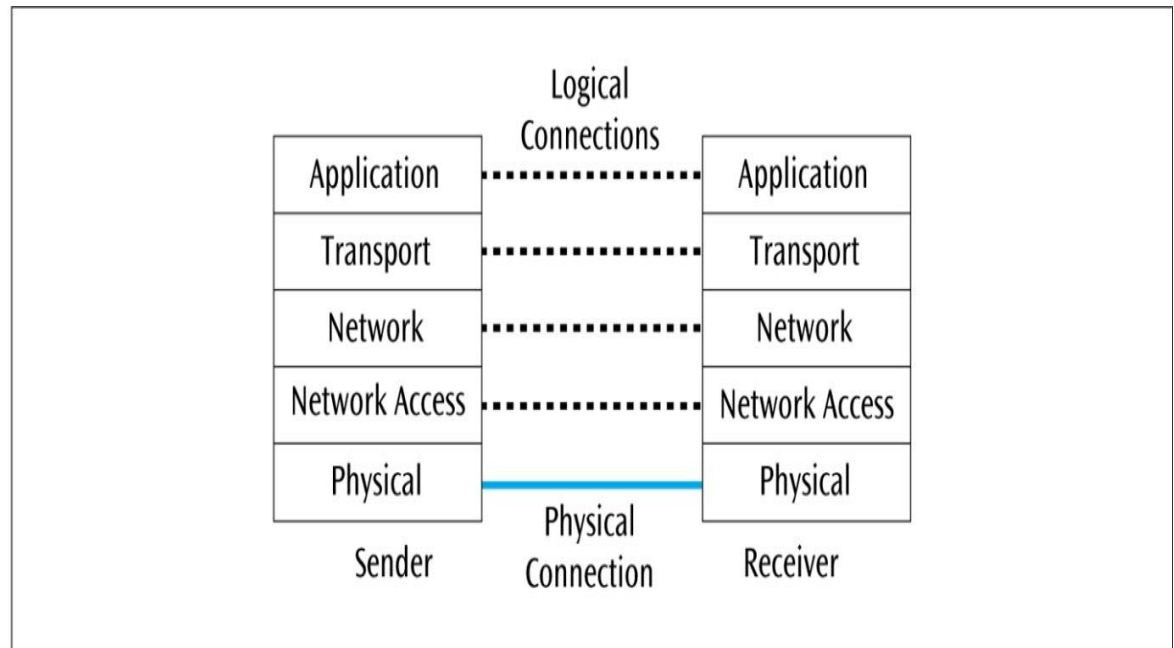 Logical
Connections
Application
Application
Transport
Transport
Network
Network
Network Access
Network Access
Physical
Physical
Physical
Connection
Sender
Receiver